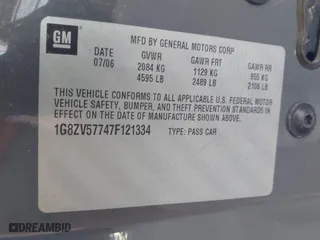 GM
MFD BY GENERAL MOTORS CORP
DATE GVWR GAWR FRT GAWR RR
07/06 2084 KG 1129 KG 955 KG
4595 LB 2489 LB 2106 LB
THIS VEHICLE CONFORMS TO ALL APPLICABLE U.S. FEDERAL MOTOR
VEHICLE SAFETY, BUMPER, AND THEFT PREVENTION STANDARDS IN
EFFECT ON THE DATE OF MANUFACTURE SHOWN ABOVE.
1G8ZV57747F121334 TYPE: PASS CAR
DREAMBID